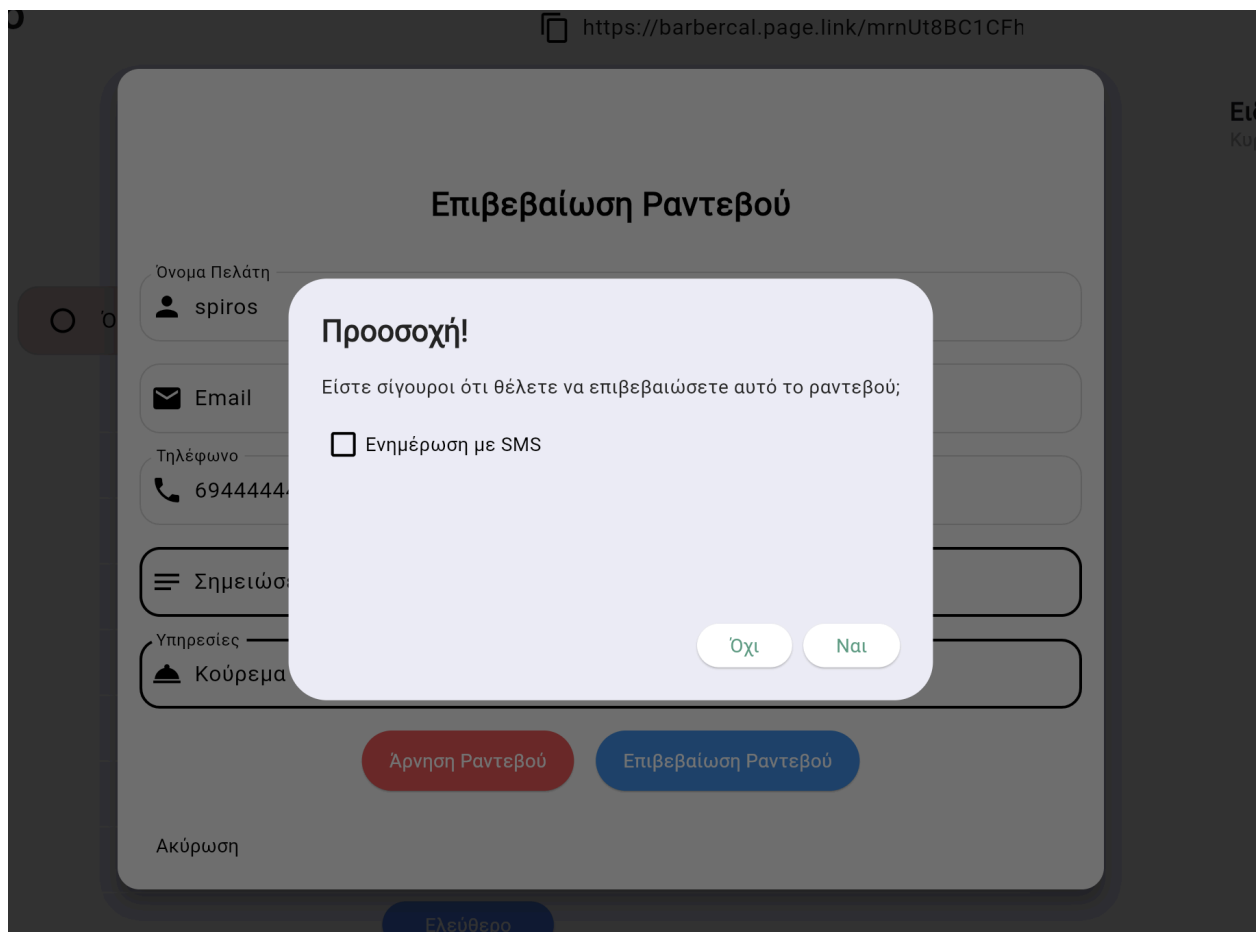 https://barbercal.page.link/mrnUt8BC1CFh
Επιβεβαίωση Ραντεβού
Όνομα Πελάτη
spiros
Προοσοχή!
Είστε σίγουροι ότι θέλετε να επιβεβαιώσετε αυτό το ραντεβού;
Email
Ενημέρωση με SMS
Τηλέφωνο
Υπηρεσίες
Όχι
Ναι
Κούρεμα
Άρνηση Ραντεβού
Επιβεβαίωση Ραντεβού
Ακύρωση
Ελεύθερο